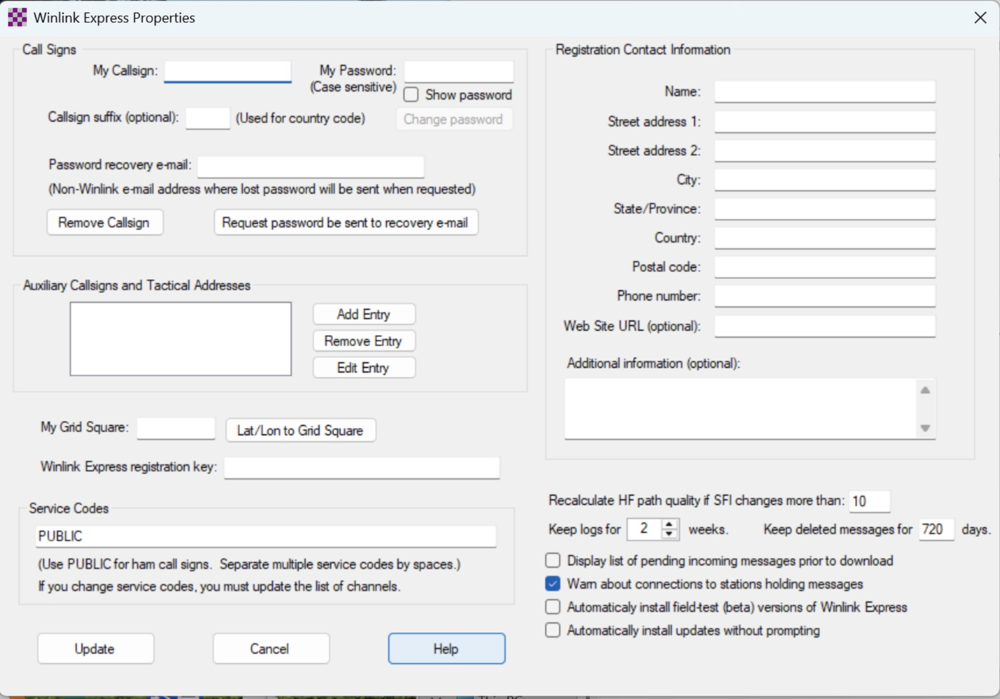 Winlink Express Properties
Call Signs
My Callsign:
My Password:
(Case sensitive)
Show password
Callsign suffix (optional):
(Used for country code)
Change password
Password recovery e-mail:
(Non-Winlink e-mail address where lost password will be sent when requested)
Remove Callsign
Request password be sent to recovery e-mail
Auxiliary Callsigns and Tactical Addresses
Add Entry
Remove Entry
Edit Entry
My Grid Square:
Lat/Lon to Grid Square
Winlink Express registration key:
Service Codes
PUBLIC
(Use PUBLIC for ham call signs. Separate multiple service codes by spaces.)
If you change service codes, you must update the list of channels.
Update
Cancel
Help
Registration Contact Information
Name:
Street address 1:
Street address 2:
City:
State/Province:
Country:
Postal code:
Phone number:
Web Site URL (optional):
Additional information (optional):
Recalculate HF path quality if SFI changes more than: 10
Keep logs for 2 weeks. Keep deleted messages for 720 days.
Display list of pending incoming messages prior to download
Warn about connections to stations holding messages
Automaticaly install field-test (beta) versions of Winlink Express
Automatically install updates without prompting